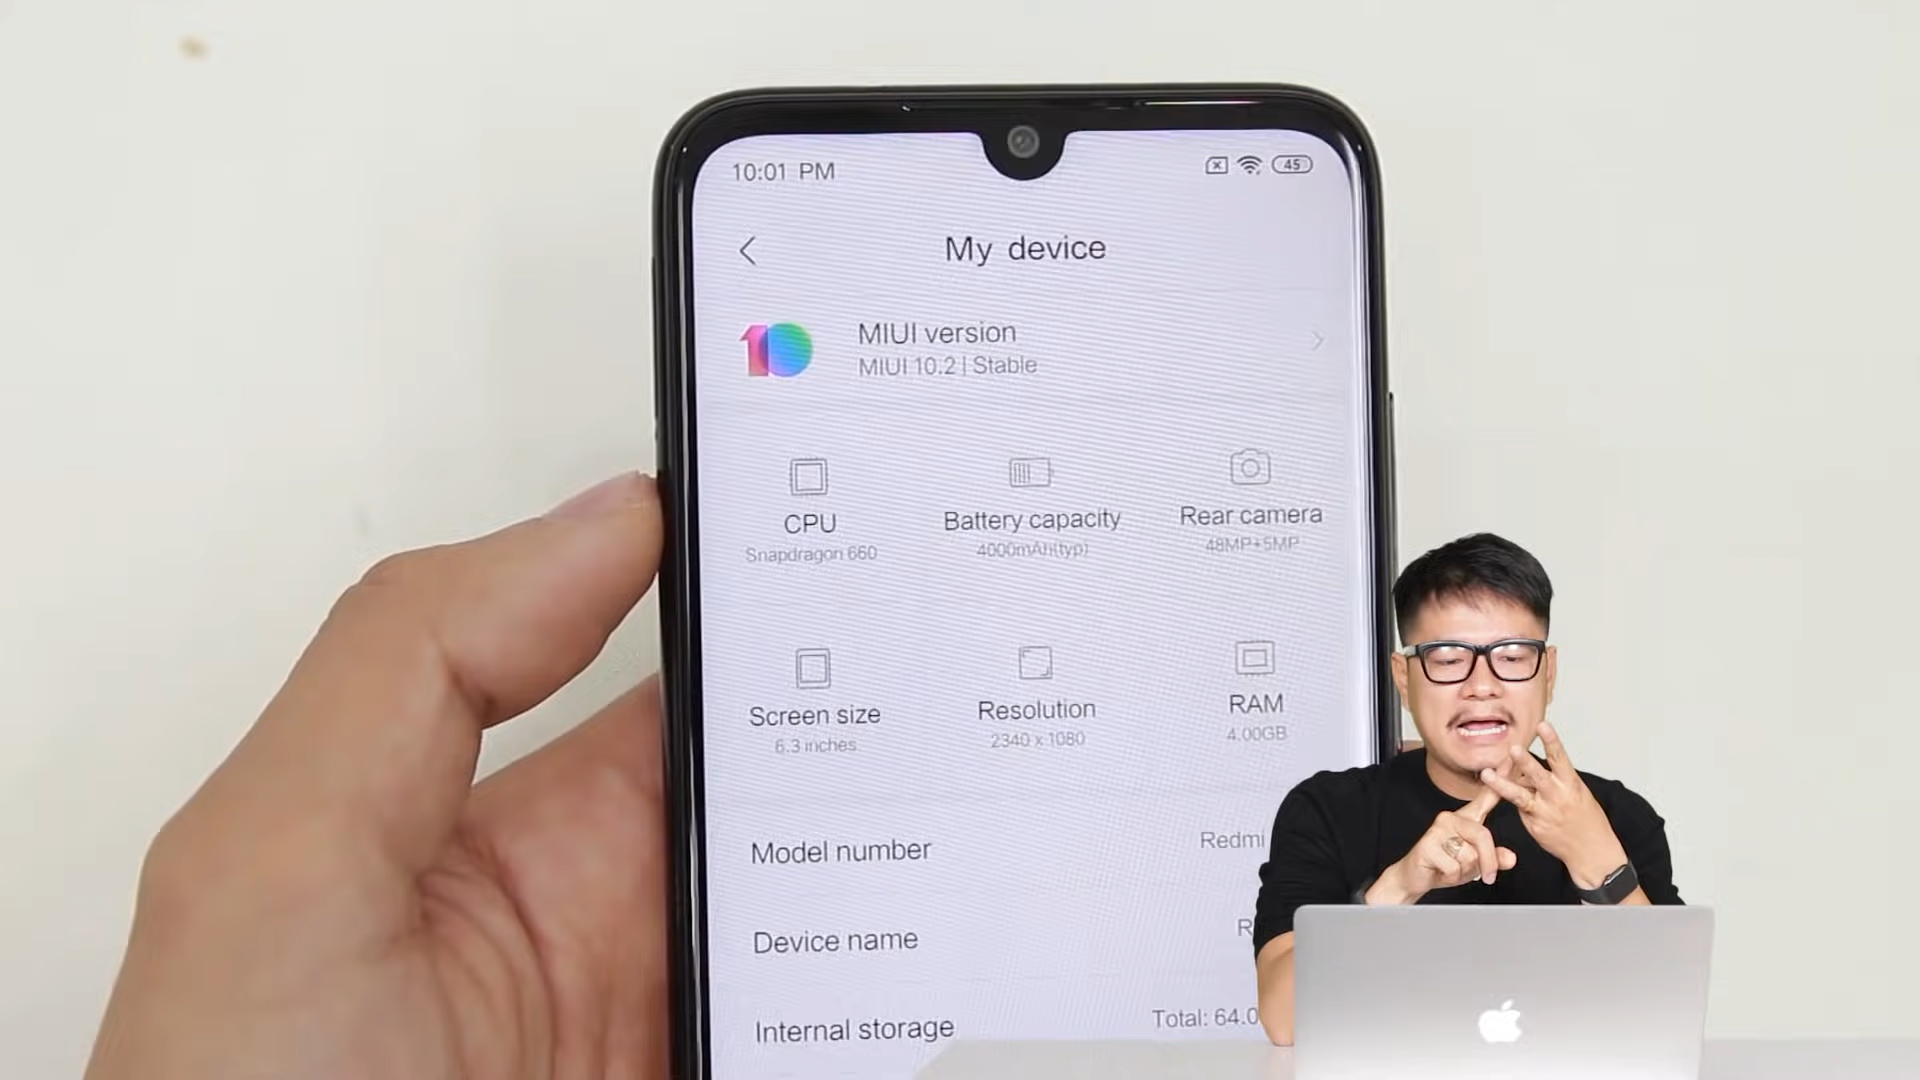 10:01 PM
45
My device
MIUI version
MIUI 10.2 | Stable
CPU
Snapdragon 660
Battery capacity
4000mAh(typ)
Rear camera
48MP+5MP
Screen size
6.3 inches
Resolution
2340 x 1080
RAM
4.00GB
Model number
Redmi
Device name
R
Internal storage
Total: 64.0